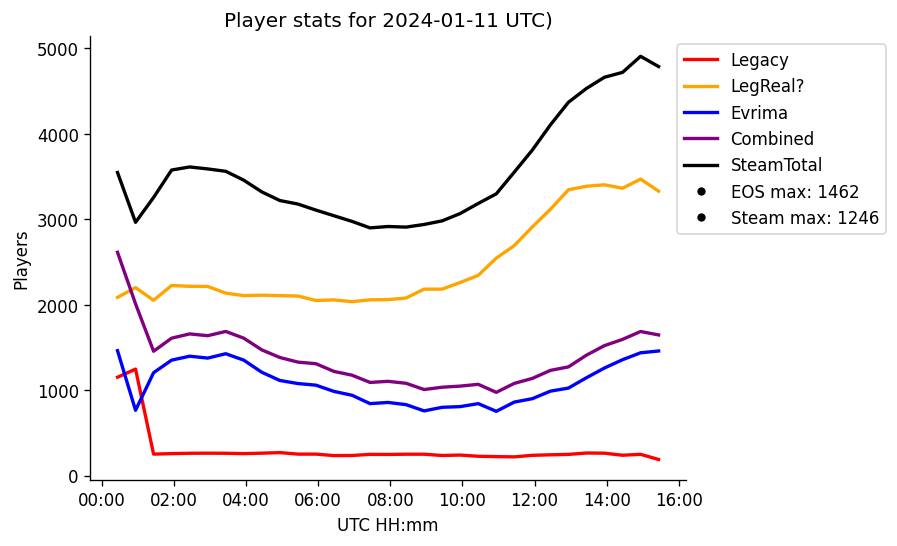 Player stats for 2024-01-11 UTC)
5000
4000
3000
2000
1000
0
Players
00:00 02:00 04:00 06:00 08:00 10:00 12:00 14:00 16:00
UTC HH:mm
Legacy
LegReal?
Evrima
Combined
SteamTotal
EOS max: 1462
Steam max: 1246